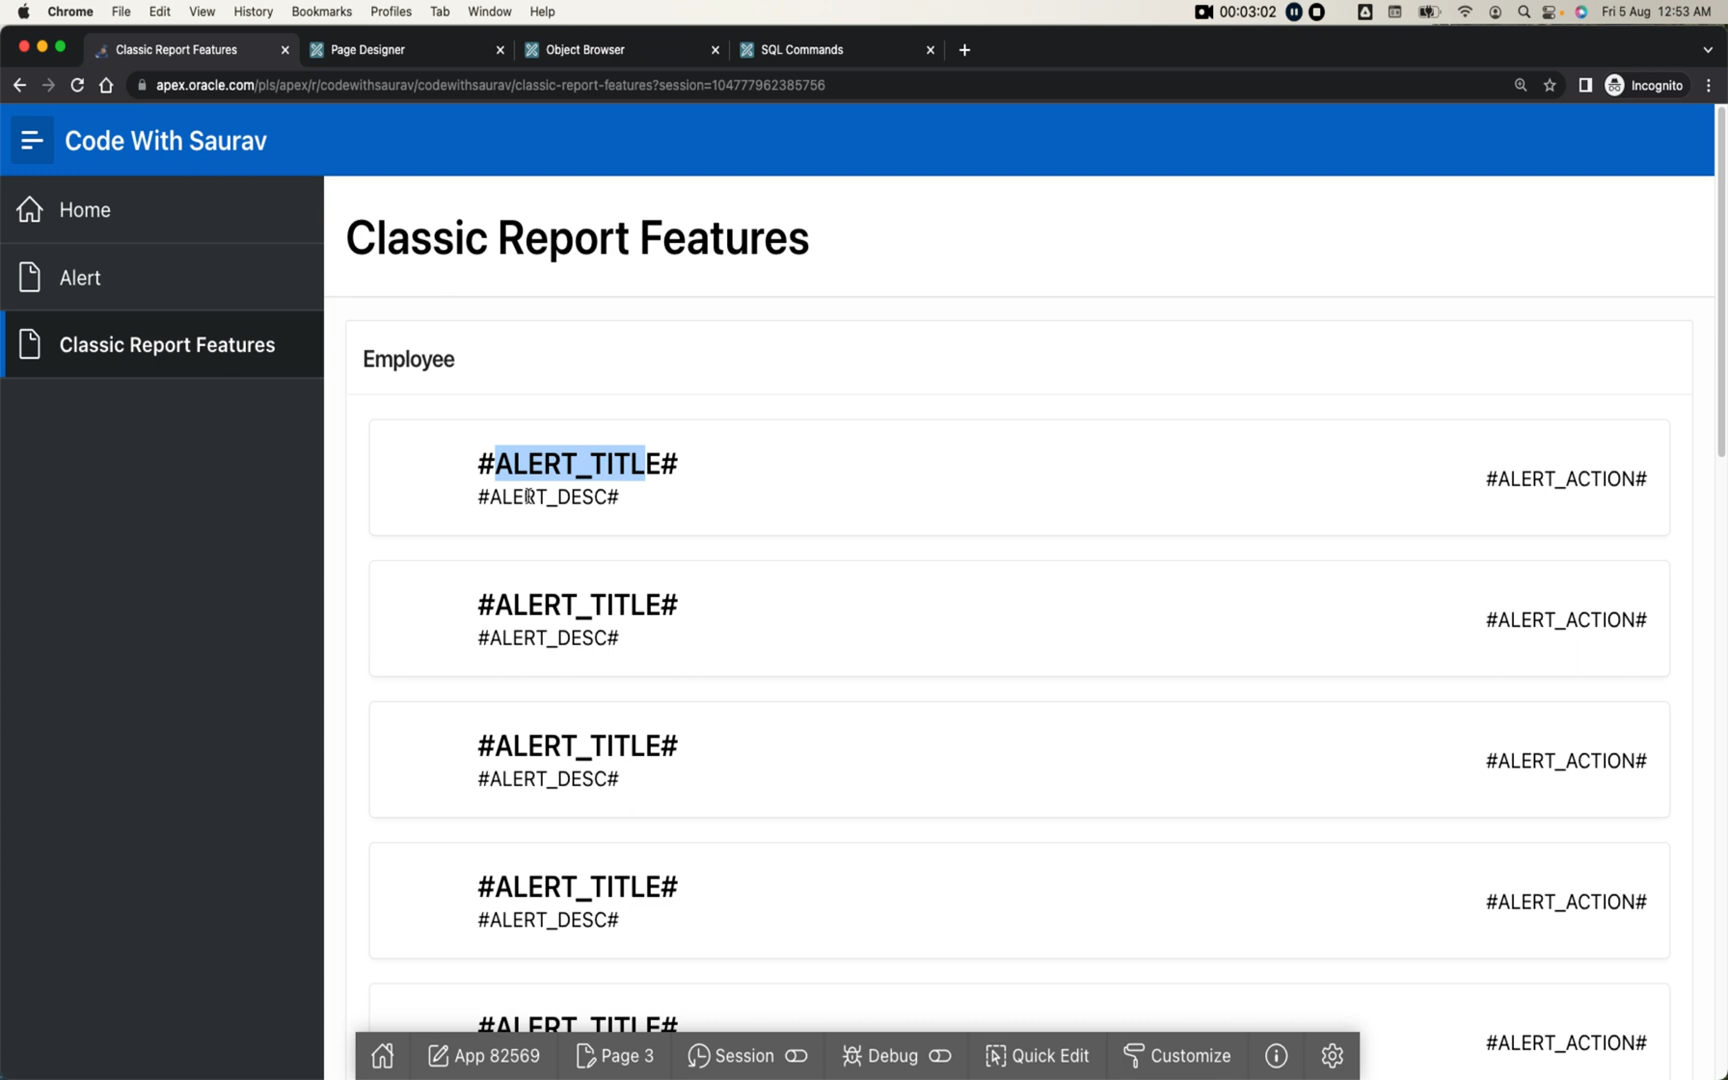 Chrome File Edit View History Bookmarks Profiles Tab Window Help 00:03:02 Fri 5 Aug 12:53 AM
Classic Report Features Page Designer Object Browser SQL Commands
apex.oracle.com/pls/apex/r/codewithsaurav/codewithsaurav/classic-report-features?session=104777962385756 Incognito
Code With Saurav
Home
Alert
Classic Report Features
Classic Report Features
Employee
#ALERT_TITLE#
#ALERT_DESC#
#ALERT_ACTION#
#ALERT_TITLE#
#ALERT_DESC#
#ALERT_ACTION#
#ALERT_TITLE#
#ALERT_DESC#
#ALERT_ACTION#
#ALERT_TITLE#
#ALERT_DESC#
#ALERT_ACTION#
#ALERT_TITLE#
#ALERT_ACTION#
App 82569 Page 3 Session Debug Quick Edit Customize